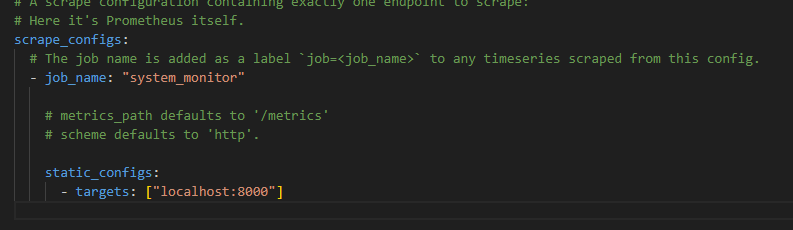 # A scrape configuration containing exactly one endpoint to scrape:
# Here it's Prometheus itself.
scrape_configs:
# The job name is added as a label `job=<job_name>` to any timeseries scraped from this config.
- job_name: "system_monitor"
# metrics_path defaults to '/metrics'
# scheme defaults to 'http'.
static_configs:
- targets: ["localhost:8000"]